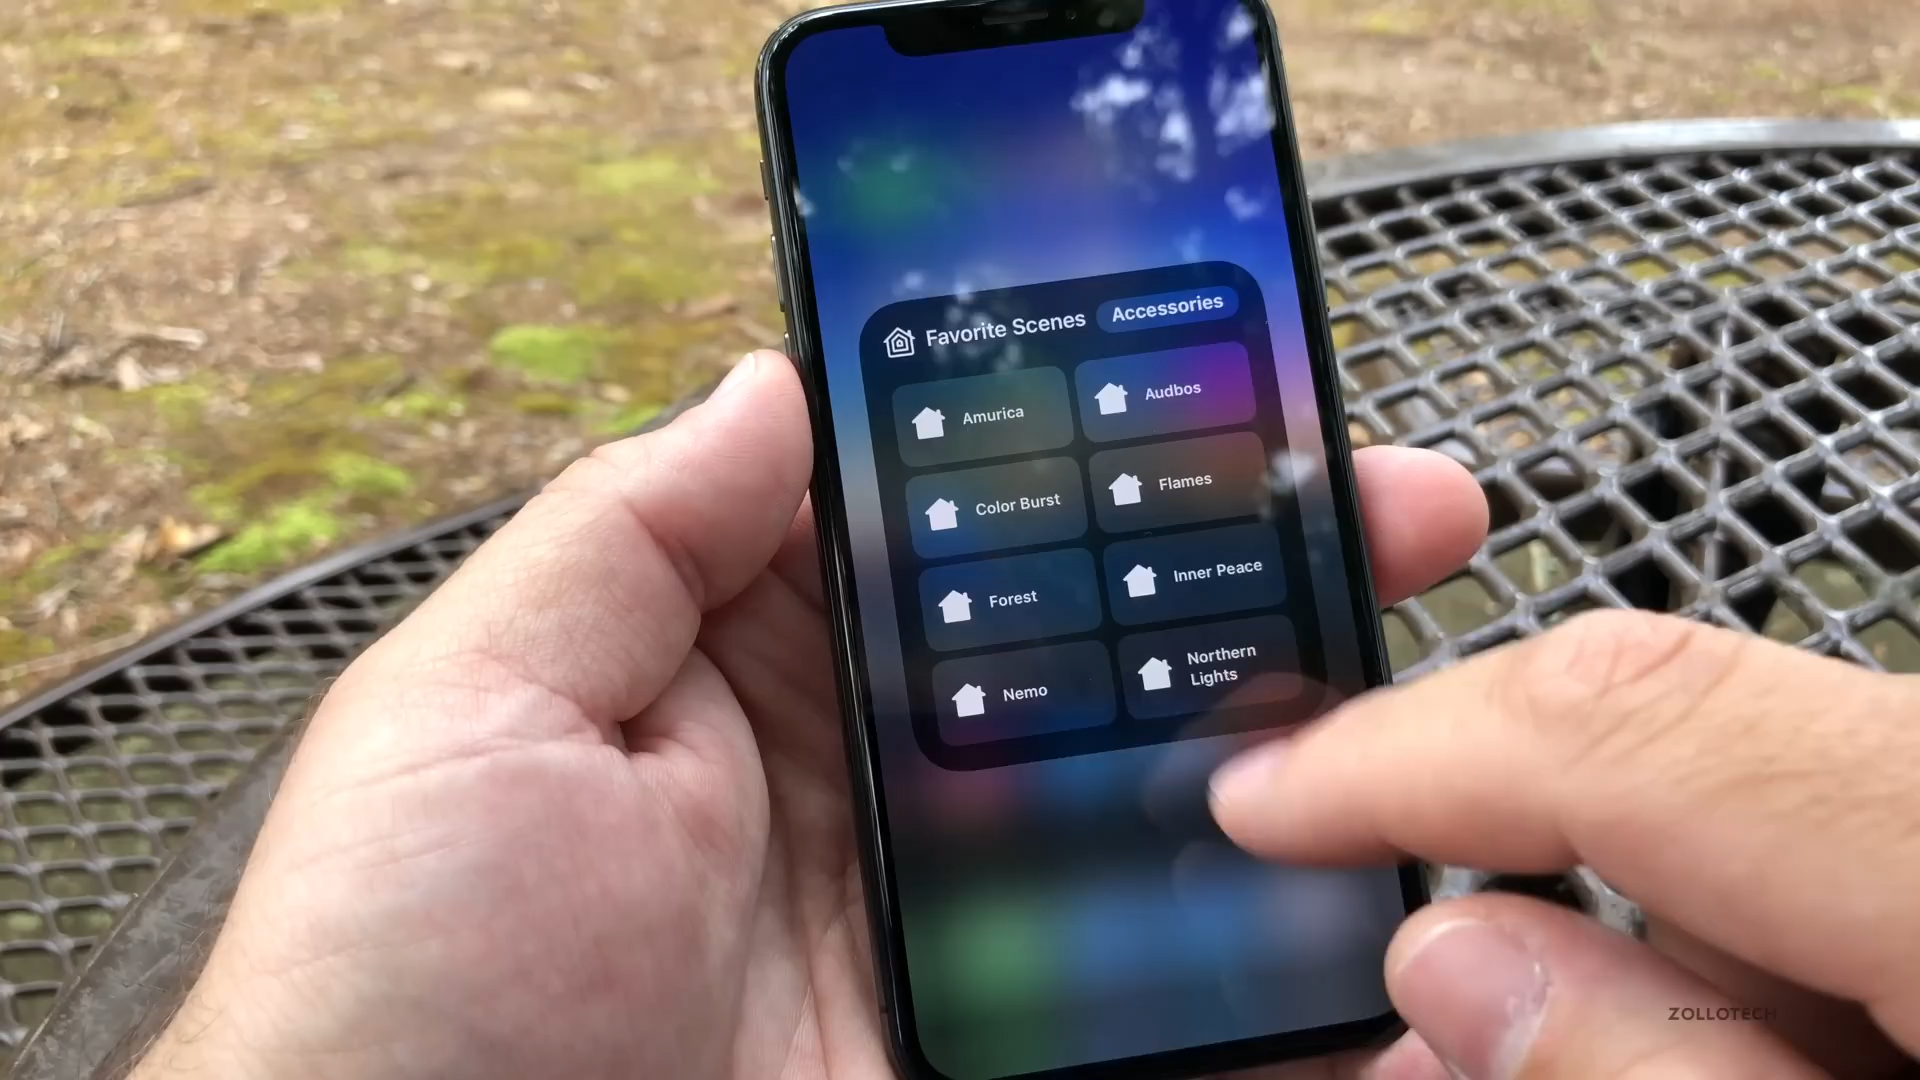 Favorite Scenes
Accessories
Amurica
Audbos
Color Burst
Flames
Forest
Inner Peace
Nemo
Northern
Lights
ZOLLOTECH